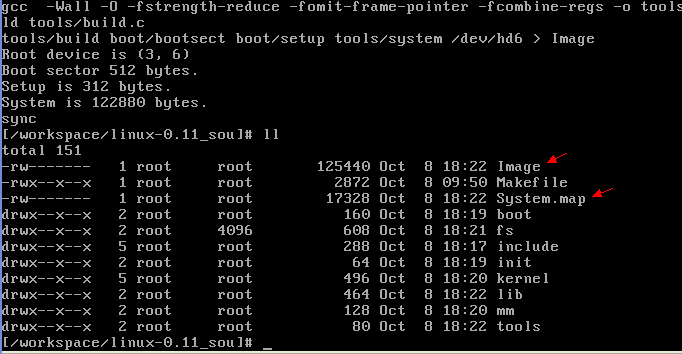 gcc -Wall -O -fstrength-reduce -fomit-frame-pointer -fcombine-regs -o tools
ld tools/build.c
tools/build boot/bootsect boot/setup tools/system /dev/hd6 > Image
Root device is (3, 6)
Boot sector 512 bytes.
Setup is 312 bytes.
System is 122880 bytes.
sync
[/workspace/linux-0.11_sou]# ll
total 151
-rw------- 1 root root 125440 Oct 8 18:22 Image
-rwx--x--x 1 root root 2872 Oct 8 09:50 Makefile
-rw------- 1 root root 17328 Oct 8 18:22 System.map
drwx--x--x 2 root root 160 Oct 8 18:19 boot
drwx--x--x 2 root 4096 608 Oct 8 18:21 fs
drwx--x--x 5 root root 288 Oct 8 18:17 include
drwx--x--x 2 root root 64 Oct 8 18:19 init
drwx--x--x 5 root root 496 Oct 8 18:20 kernel
drwx--x--x 2 root root 464 Oct 8 18:22 lib
drwx--x--x 2 root root 128 Oct 8 18:20 mm
drwx--x--x 2 root root 80 Oct 8 18:22 tools
[/workspace/linux-0.11_sou]# _